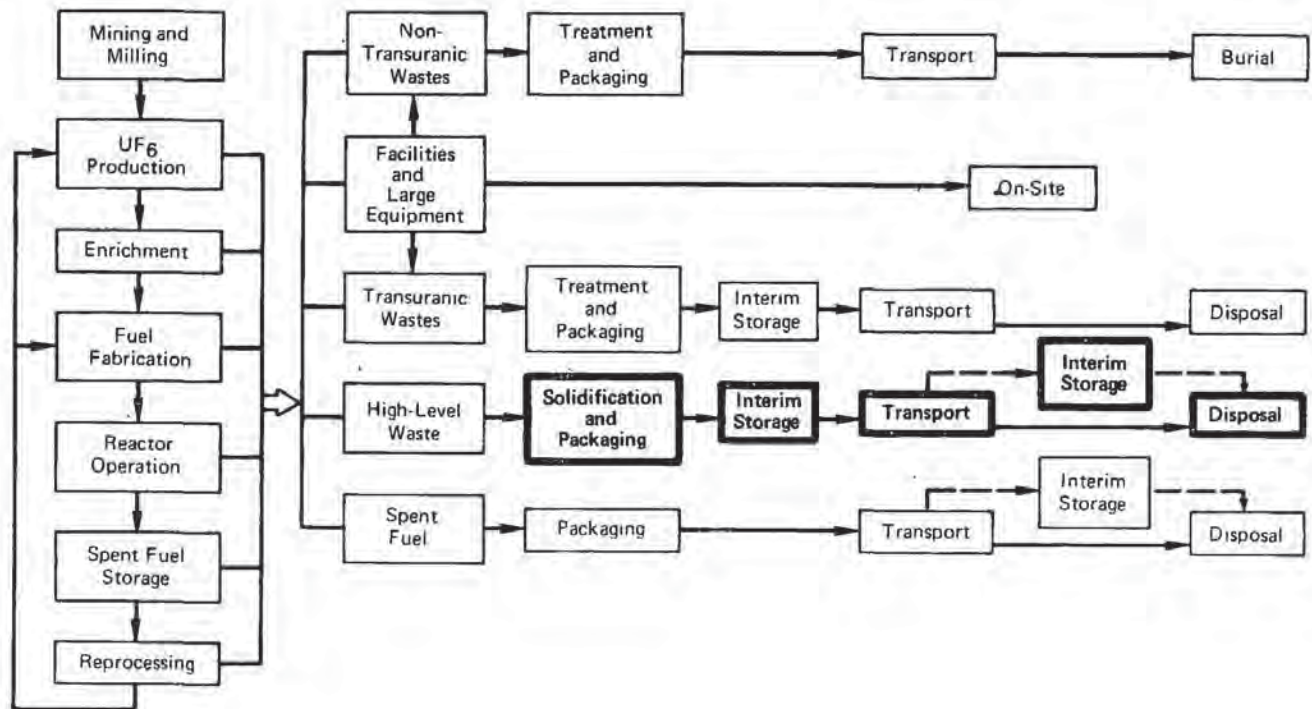 Mining and
Milling
UF6
Production
Enrichment
Fuel
Fabrication
Reactor
Operation
Spent Fuel
Storage
Reprocessing
Non-
Transuranic
Wastes
Treatment
and
Packaging
Transport
Burial
Facilities
and
Large
Equipment
On-Site
Transuranic
Wastes
Treatment
and
Packaging
Interim
Storage
Transport
Disposal
High-Level
Waste
Solidification
and
Packaging
Interim
Storage
Transport
Interim
Storage
Disposal
Spent
Fuel
Packaging
Transport
Interim
Storage
Disposal